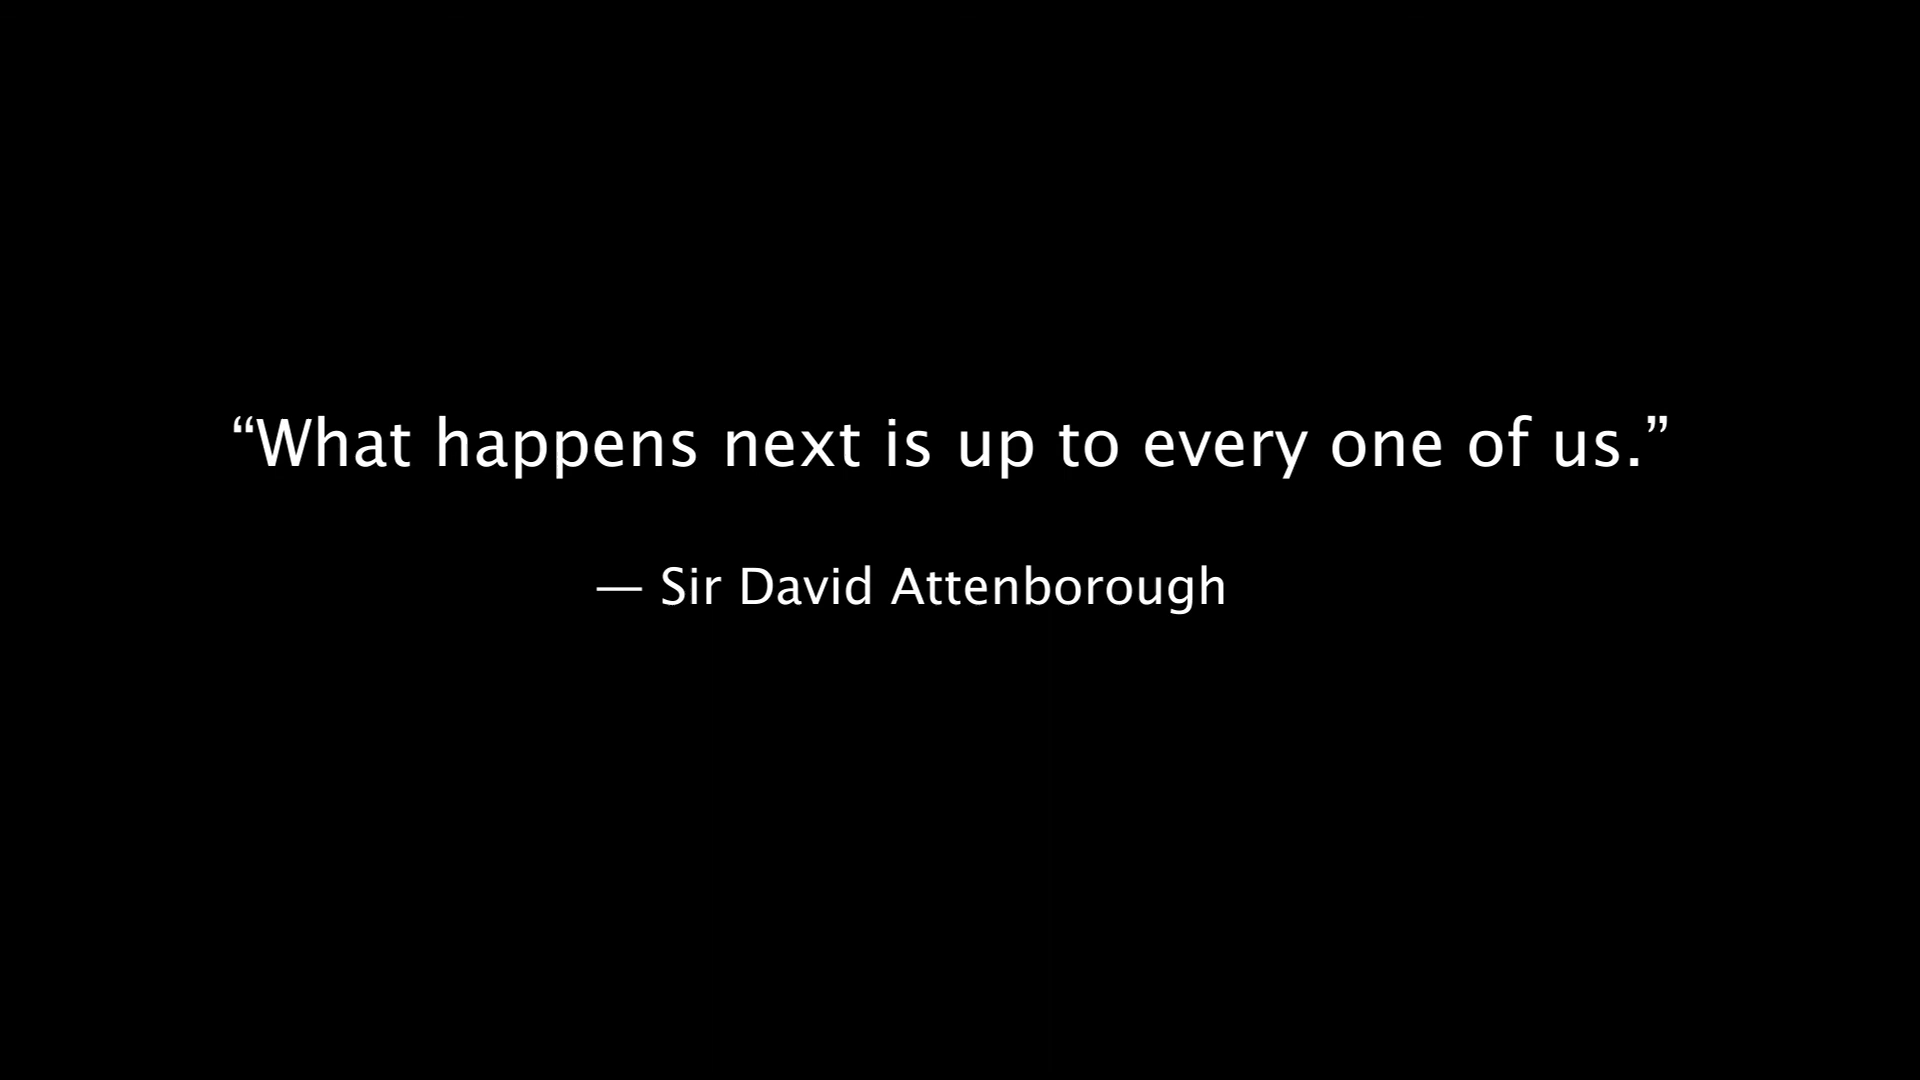 “What happens next is up to every one of us.”
— Sir David Attenborough